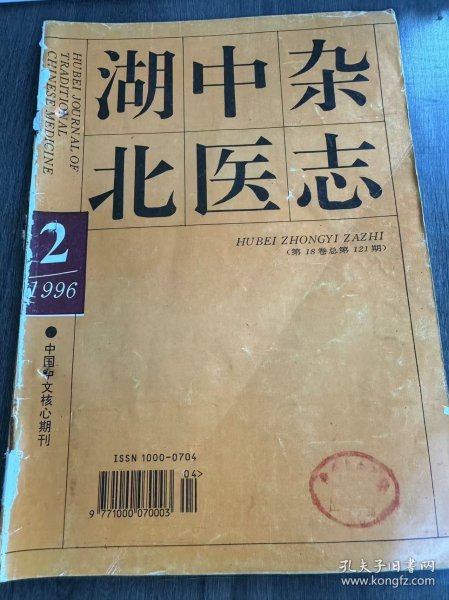 HUBEI JOURNAL OF
TRADITIONAL
CHINESE MEDICINE
湖中杂
北医志
HUBEI ZHONGYI ZAZHI
(第18卷总第121期)
2
1996
中国中文核心期刊
ISSN 1000-0704
04>
9 771000 070003
孔夫子旧书网
www.kongfz.com